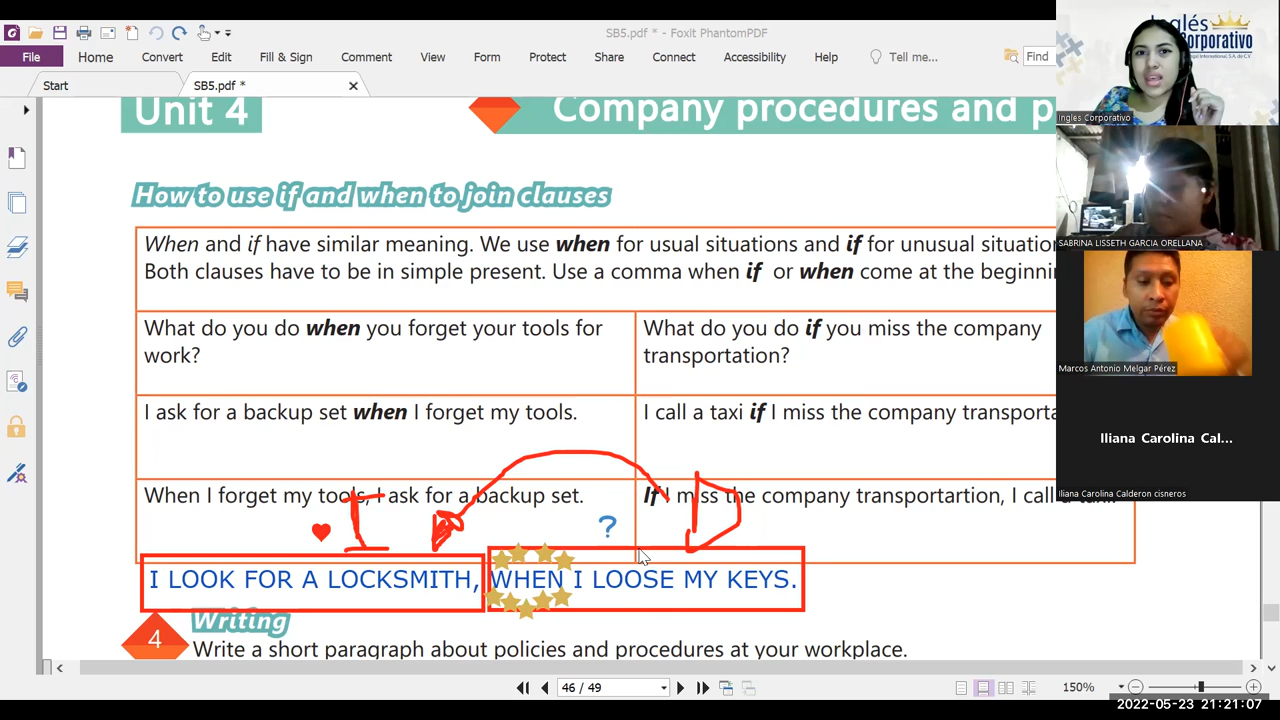 SB5.pdf * - Foxit PhantomPDF
File Home Convert Edit Fill & Sign Comment View Form Protect Share Connect Accessibility Help Tell me... Find
Start SB5.pdf *
Unit 4 Company procedures and p
How to use if and when to join clauses
When and if have similar meaning. We use when for usual situations and if for unusual situatio
Both clauses have to be in simple present. Use a comma when if or when come at the beginnin
What do you do when you forget your tools for
work?
What do you do if you miss the company
transportation?
I ask for a backup set when I forget my tools.
I call a taxi if I miss the company transporta
When I forget my tools, I ask for a backup set.
If I miss the company transportartion, I call a taxi.
I D
?
I LOOK FOR A LOCKSMITH, WHEN I LOOSE MY KEYS.
Writing
4 Write a short paragraph about policies and procedures at your workplace.
46 / 49
150%
Inglés
Corporativo
Ingles Corporativo
SABRINA LISSETH GARCIA ORELLANA
Marcos Antonio Melgar Pérez
Iliana Carolina Cal...
Iliana Carolina Calderon cisneros
2022-05-23 21:21:07